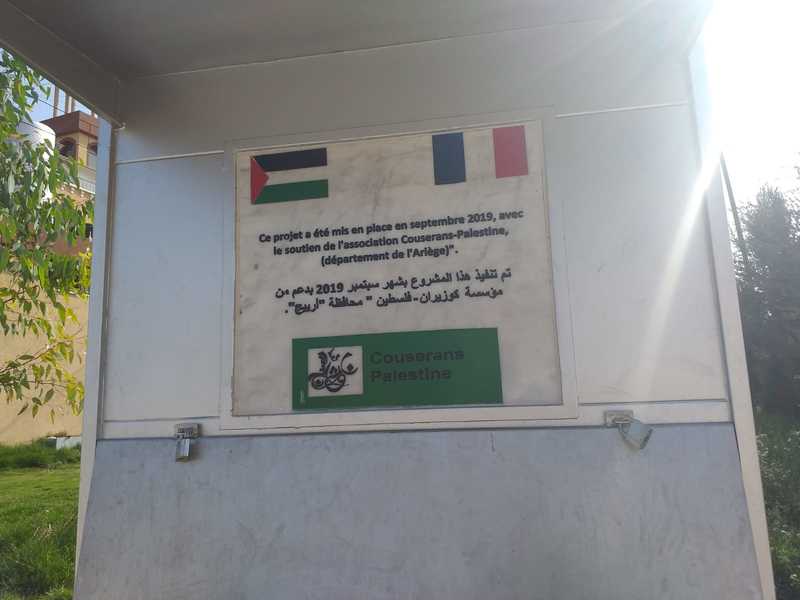 Ce projet a été mis en place en septembre 2019, avec
le soutien de l'association Couserans-Palestine,
(département de l'Ariège)".
تم تنفيذ هذا المشروع بشهر سبتمبر 2019 بدعم من
مؤسسة كوزيران- فلسطين " محافظة "ارييج".
Couserans
Palestine